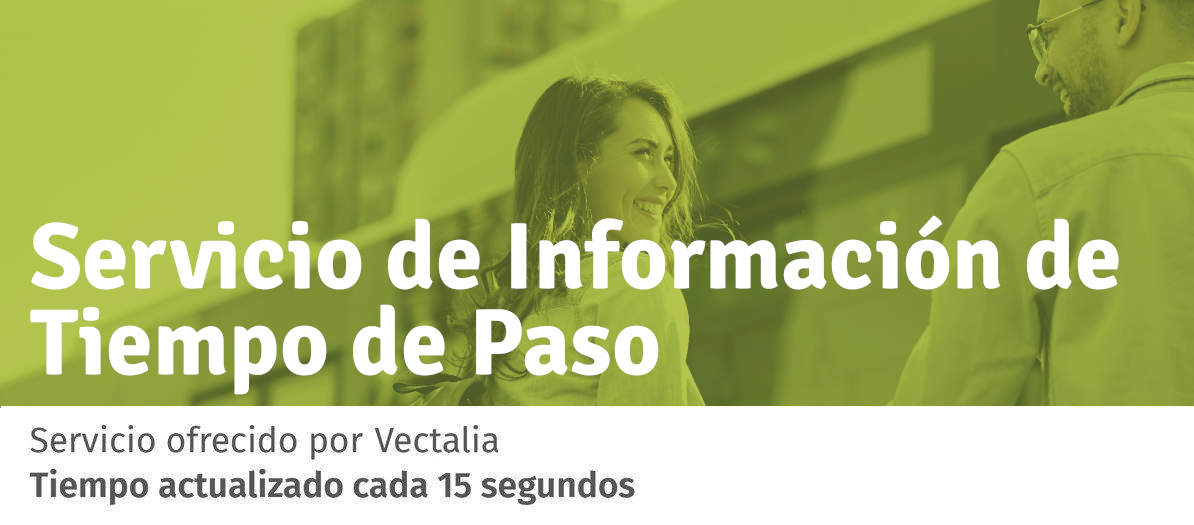 Servicio de Información de
Tiempo de Paso
Servicio ofrecido por Vectalia
Tiempo actualizado cada 15 segundos